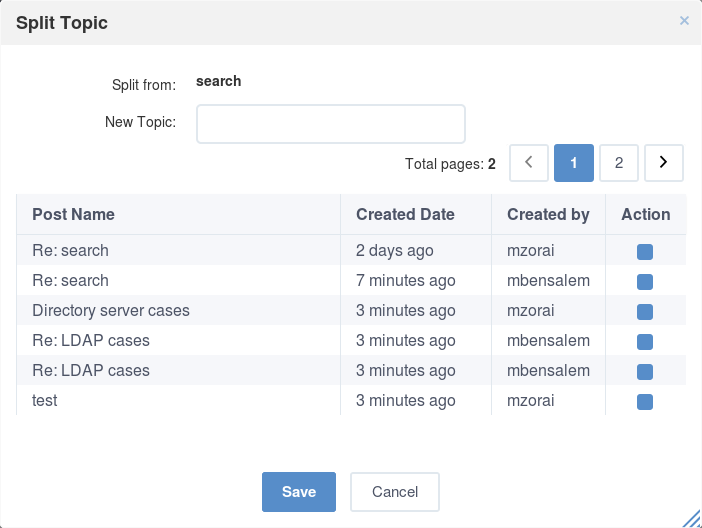 Split Topic ×
Split from: search
New Topic:
Total pages: 2 1 2
Post Name Created Date Created by Action
Re: search 2 days ago mzorai
Re: search 7 minutes ago mbensalem
Directory server cases 3 minutes ago mzorai
Re: LDAP cases 3 minutes ago mbensalem
Re: LDAP cases 3 minutes ago mbensalem
test 3 minutes ago mzorai
Save Cancel